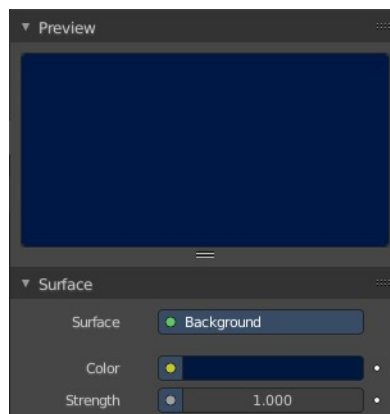 Preview
Surface
Surface Background
Color
Strength 1.000